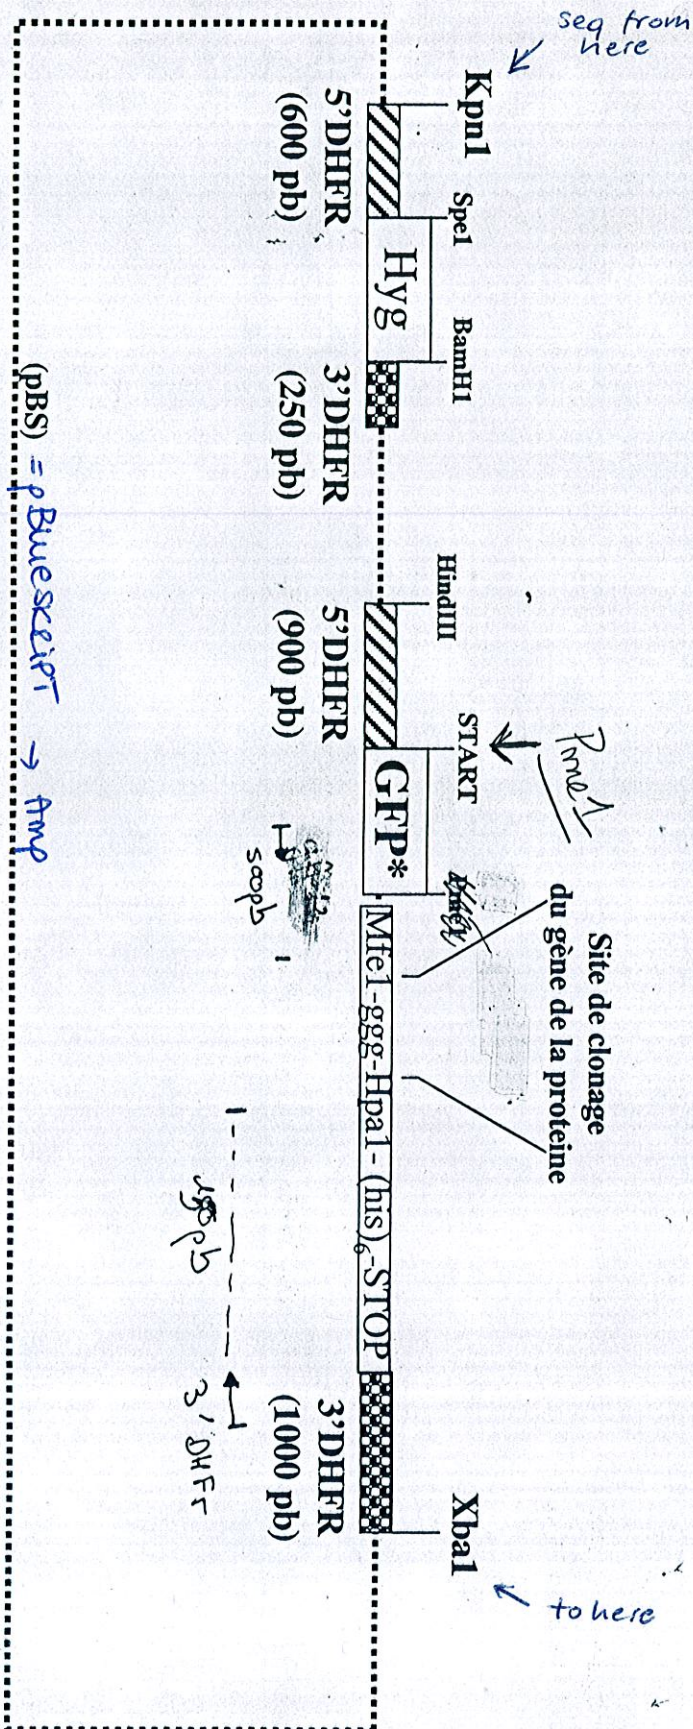 seq from
here
Kpn1
Spe1
BamH1
HindIII
START
Pme1
Site de clonage
du gène de la proteine
Xba1
to here
Hyg
GFP*
Mfe1-ggg-Hpa1- (his)6-STOP
5'DHFR
(600 pb)
3'DHFR
(250 pb)
5'DHFR
(900 pb)
3'DHFR
(1000 pb)
500pb
3' DHFr
(pBS) = pBlueskript → Amp